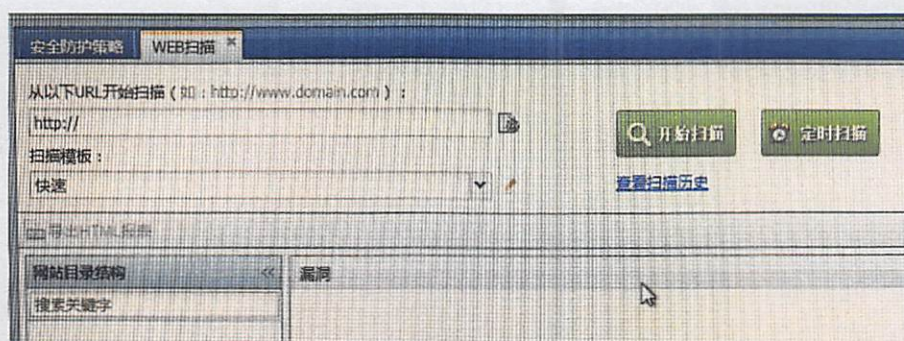 安全防护策略 WEB扫描 ×
从以下URL开始扫描(如:http://www.domain.com):
http://
开始扫描 定时扫描
扫描模板:
快速
查看扫描历史
导出HTML报表
网站目录结构 « 漏洞
搜索关键字